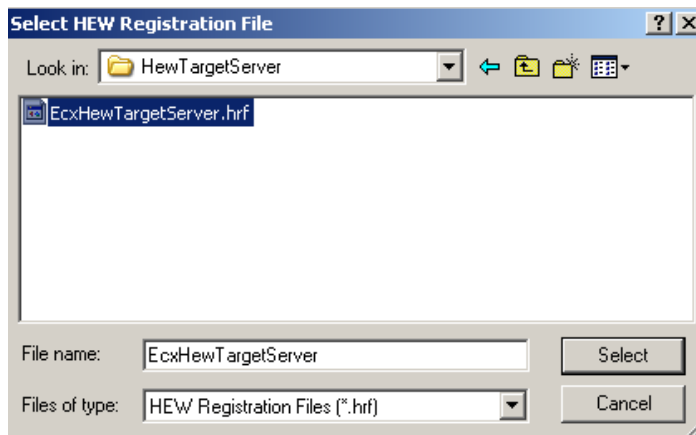 Select HEW Registration File
Look in: HewTargetServer
EcxHewTargetServer.hrf
File name: EcxHewTargetServer Select
Files of type: HEW Registration Files (*.hrf) Cancel